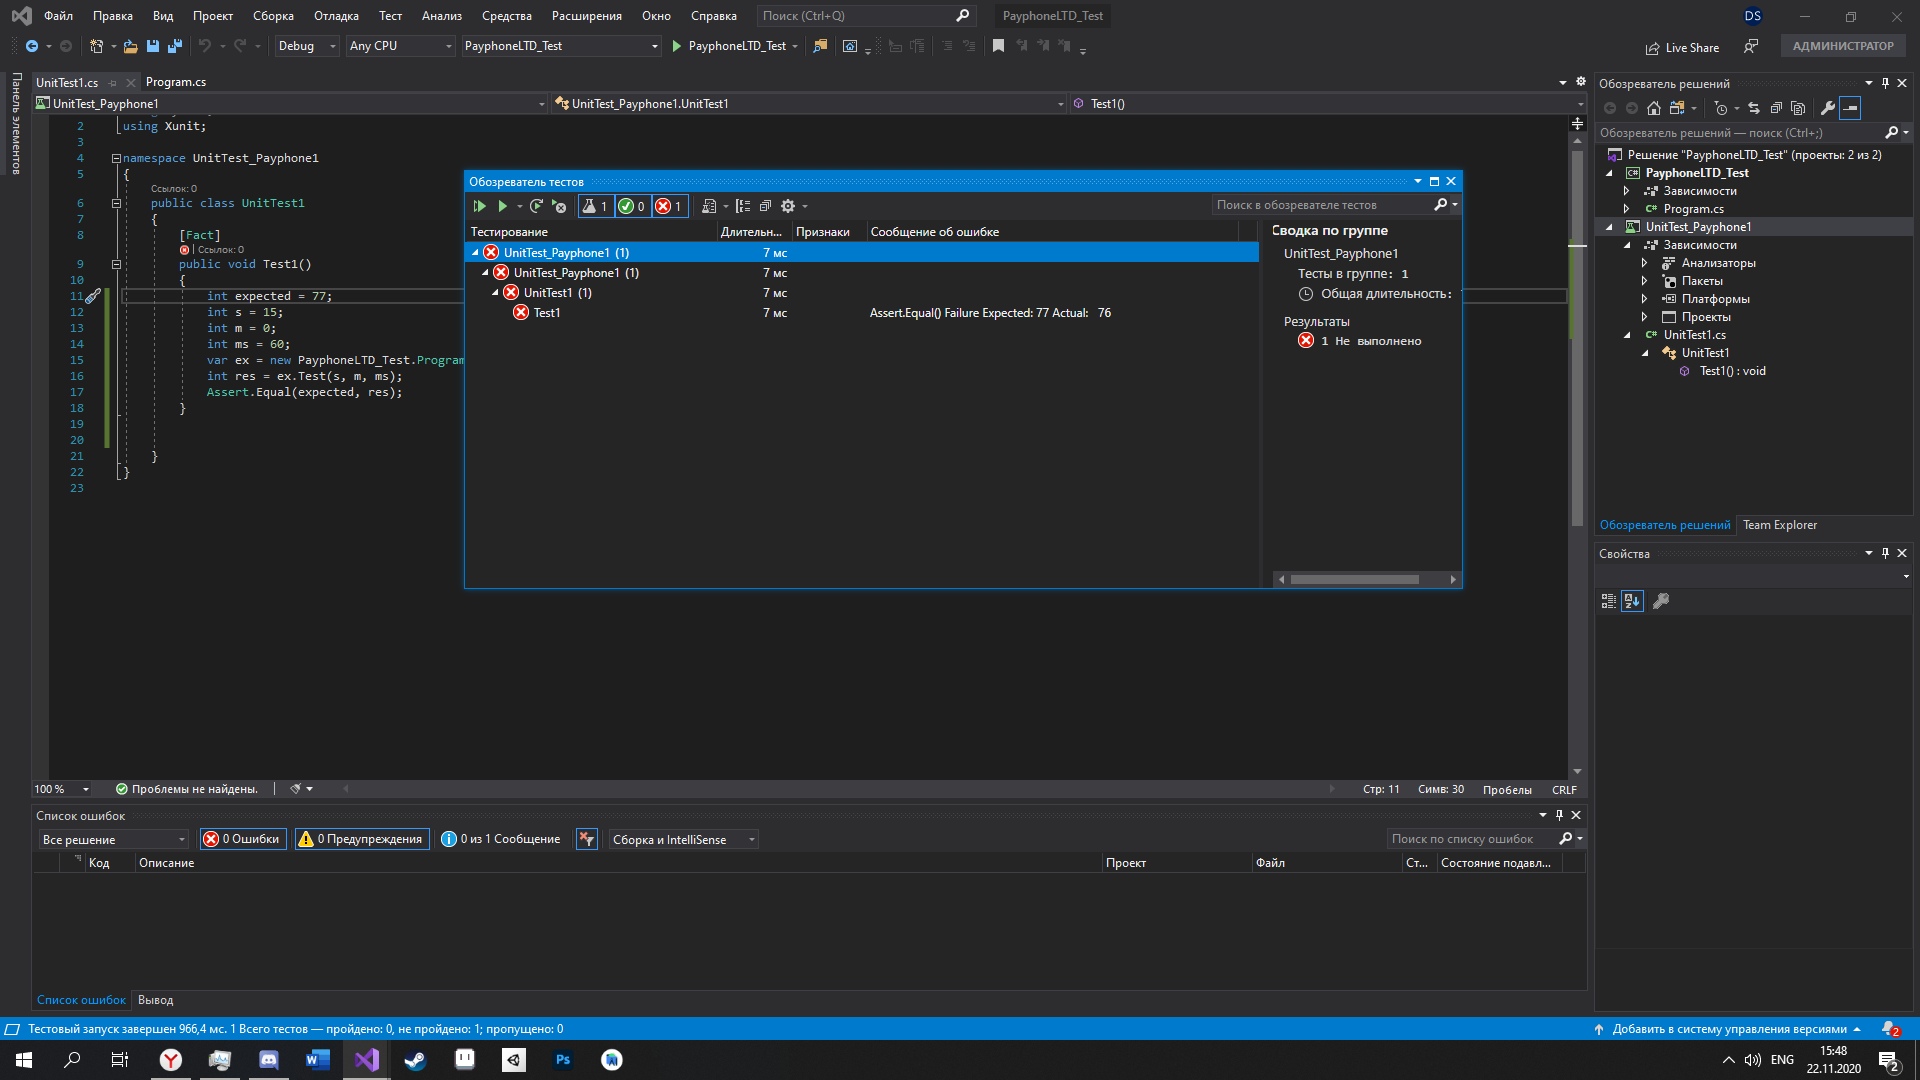 Файл Правка Вид Проект Сборка Отладка Тест Анализ Средства Расширения Окно Справка Поиск (Ctrl+Q) PayphoneLTD_Test DS
Debug Any CPU PayphoneLTD_Test PayphoneLTD_Test Live Share АДМИНИСТРАТОР
Панель элементов
UnitTest1.cs Program.cs
UnitTest_Payphone1 UnitTest_Payphone1.UnitTest1 Test1()
2 using Xunit;
3
4 namespace UnitTest_Payphone1
5 {
Ссылок: 0
6 public class UnitTest1
7 {
8 [Fact]
Ссылок: 0
9 public void Test1()
10 {
11 int expected = 77;
12 int s = 15;
13 int m = 0;
14 int ms = 60;
15 var ex = new PayphoneLTD_Test.Program
16 int res = ex.Test(s, m, ms);
17 Assert.Equal(expected, res);
18 }
19
20
21 }
22 }
23
Обозреватель тестов
1 0 1 Поиск в обозревателе тестов
Тестирование Длительн... Признаки Сообщение об ошибке
UnitTest_Payphone1 (1) 7 мс
UnitTest_Payphone1 (1) 7 мс
UnitTest1 (1) 7 мс
Test1 7 мс Assert.Equal() Failure Expected: 77 Actual: 76
Сводка по группе
UnitTest_Payphone1
Тесты в группе: 1
Общая длительность:
Результаты
1 Не выполнено
100 % Проблемы не найдены. Стр: 11 Симв: 30 Пробелы CRLF
Список ошибок
Все решение 0 Ошибки 0 Предупреждения 0 из 1 Сообщение Сборка и IntelliSense Поиск по списку ошибок
Код Описание Проект Файл Ст... Состояние подавл...
Список ошибок Вывод
Обозреватель решений
Обозреватель решений — поиск (Ctrl+;)
Решение "PayphoneLTD_Test" (проекты: 2 из 2)
PayphoneLTD_Test
Зависимости
C# Program.cs
UnitTest_Payphone1
Зависимости
Анализаторы
Пакеты
Платформы
Проекты
C# UnitTest1.cs
UnitTest1
Test1() : void
Обозреватель решений Team Explorer
Свойства
Тестовый запуск завершен 966,4 мс. 1 Всего тестов — пройдено: 0, не пройдено: 1; пропущено: 0 Добавить в систему управления версиями 2
Ps ENG 15:48
22.11.2020 2